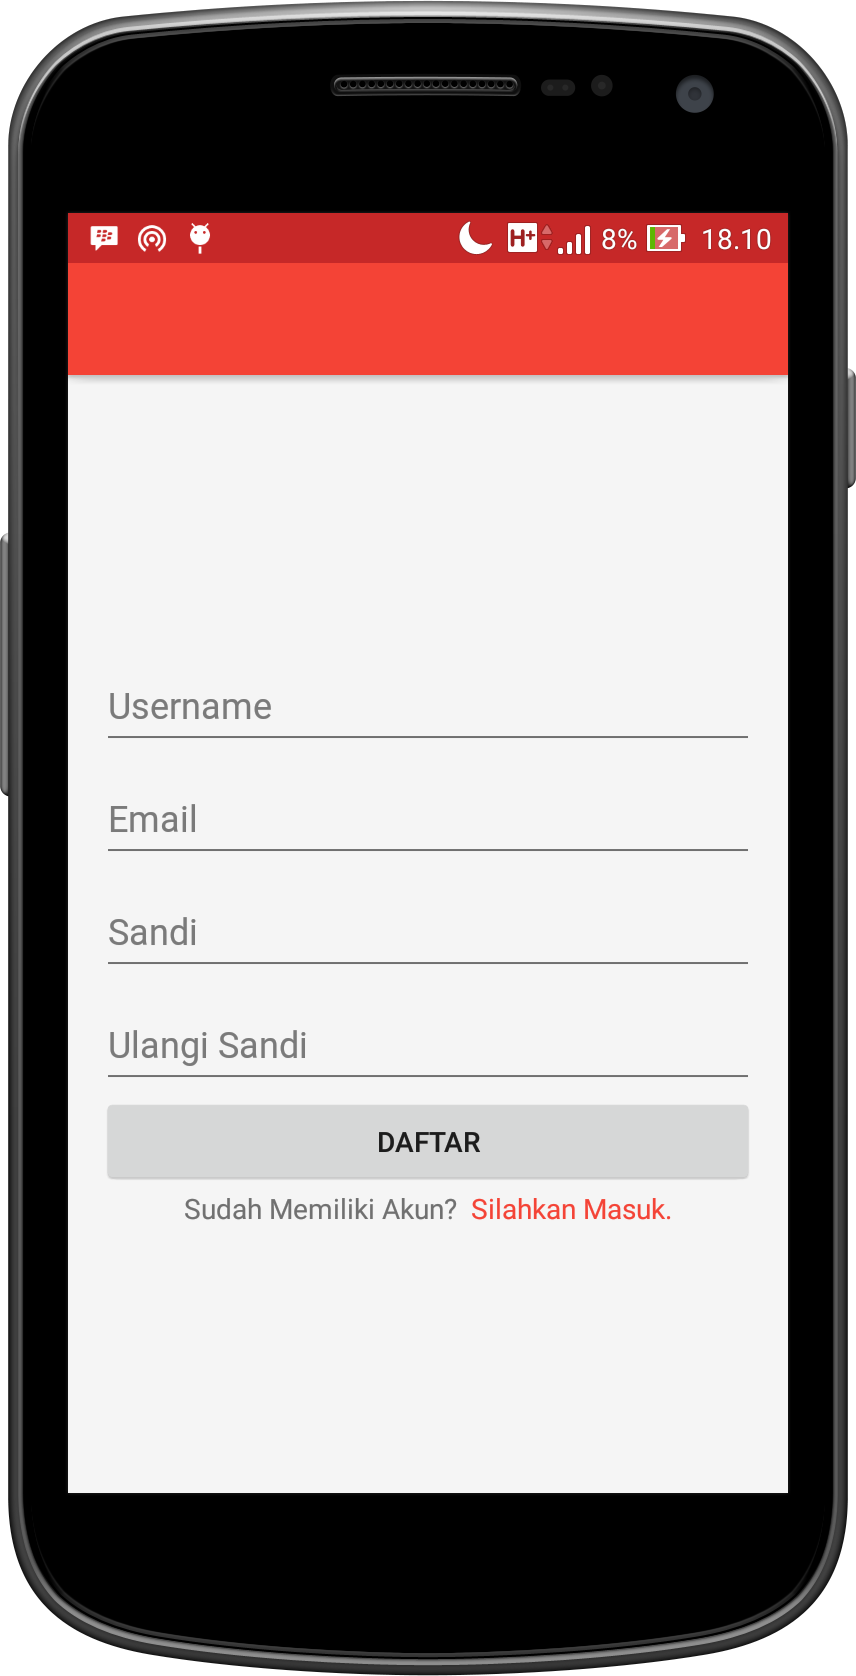 H+ 8% 18.10
Username
Email
Sandi
Ulangi Sandi
DAFTAR
Sudah Memiliki Akun? Silahkan Masuk.